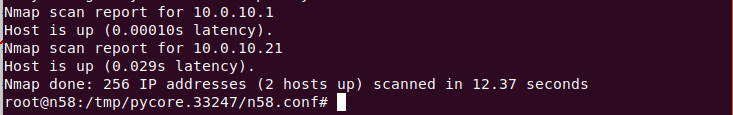 Nmap scan report for 10.0.10.1
Host is up (0.00010s latency).
Nmap scan report for 10.0.10.21
Host is up (0.029s latency).
Nmap done: 256 IP addresses (2 hosts up) scanned in 12.37 seconds
root@n58:/tmp/pycore.33247/n58.conf#